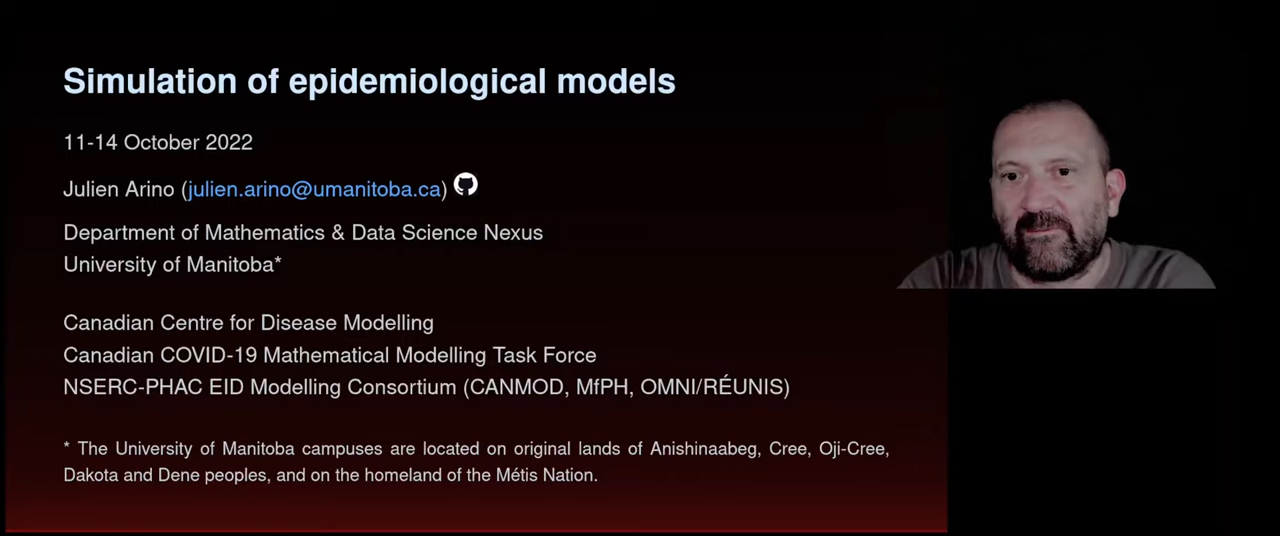 Simulation of epidemiological models
11-14 October 2022
Julien Arino (julien.arino@umanitoba.ca)
Department of Mathematics & Data Science Nexus
University of Manitoba*
Canadian Centre for Disease Modelling
Canadian COVID-19 Mathematical Modelling Task Force
NSERC-PHAC EID Modelling Consortium (CANMOD, MfPH, OMNI/RÉUNIS)
* The University of Manitoba campuses are located on original lands of Anishinaabeg, Cree, Oji-Cree,
Dakota and Dene peoples, and on the homeland of the Métis Nation.